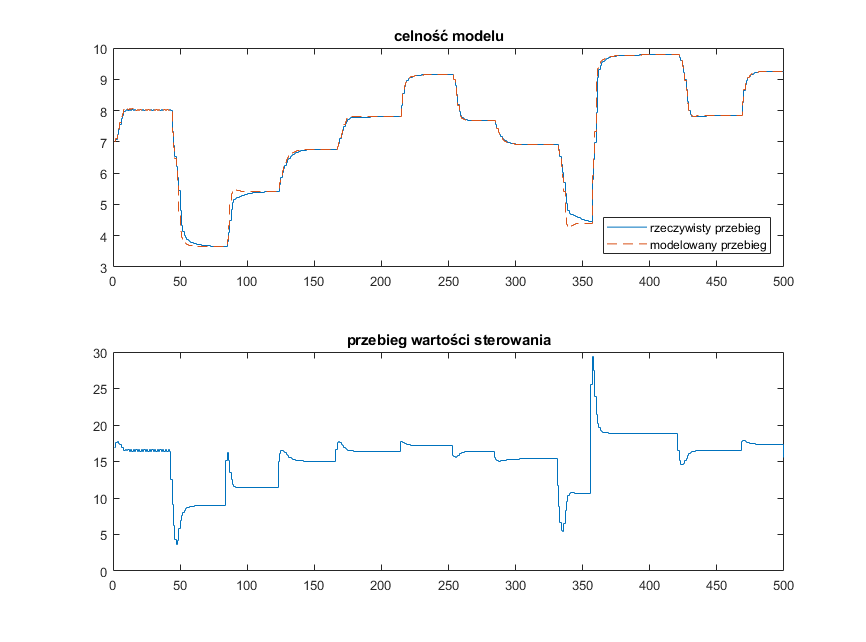 celność modelu
10
9
8
7
6
5
4
3
rzeczywisty przebieg
modelowany przebieg
0 50 100 150 200 250 300 350 400 450 500
przebieg wartości sterowania
30
25
20
15
10
5
0
0 50 100 150 200 250 300 350 400 450 500